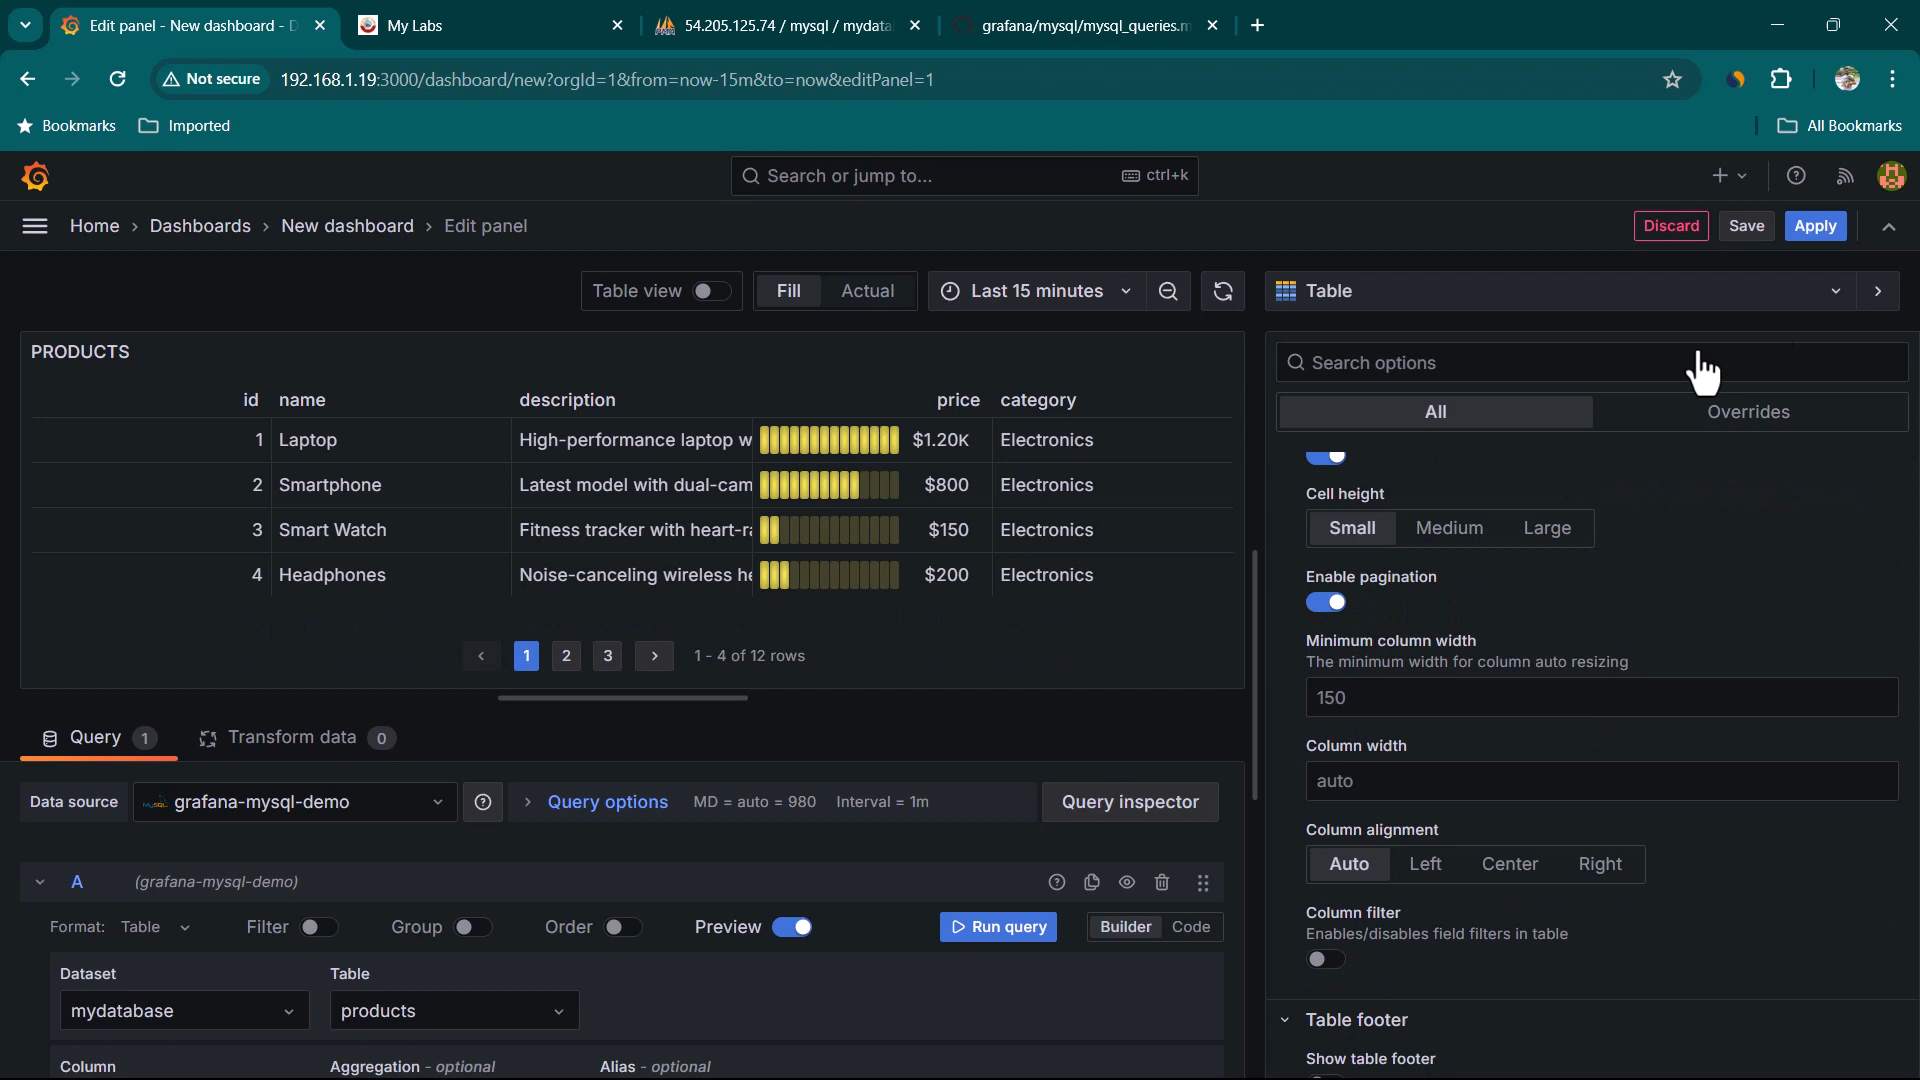 Edit panel - New dashboard - D
My Labs
54.205.125.74 / mysql / mydata
grafana/mysql/mysql_queries.m
Not secure
192.168.1.19:3000/dashboard/new?orgId=1&from=now-15m&to=now&editPanel=1
Bookmarks
Imported
All Bookmarks
Search or jump to...
ctrl+k
Home › Dashboards › New dashboard › Edit panel
Discard
Save
Apply
Table view
Fill
Actual
Last 15 minutes
Table
PRODUCTS
Search options
All
Overrides
id name description price category
1 Laptop High-performance laptop w $1.20K Electronics
2 Smartphone Latest model with dual-cam $800 Electronics
3 Smart Watch Fitness tracker with heart-ra $150 Electronics
4 Headphones Noise-canceling wireless he $200 Electronics
1 2 3 1 - 4 of 12 rows
Cell height
Small Medium Large
Enable pagination
Minimum column width
The minimum width for column auto resizing
150
Column width
auto
Column alignment
Auto Left Center Right
Column filter
Enables/disables field filters in table
Table footer
Show table footer
Query 1
Transform data 0
Data source
MySQL
grafana-mysql-demo
Query options
MD = auto = 980
Interval = 1m
Query inspector
A
(grafana-mysql-demo)
Format: Table
Filter
Group
Order
Preview
Run query
Builder
Code
Dataset
Table
mydatabase
products
Column
Aggregation - optional
Alias - optional